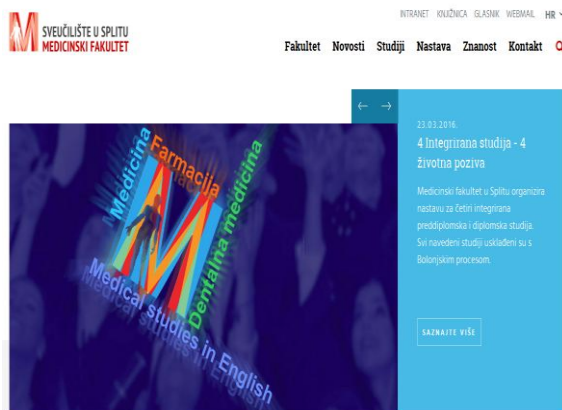 INTRANET KNJIŽNICA GLASNIK WEBMAIL HR
SVEUČILIŠTE U SPLITU
MEDICINSKI FAKULTET
Fakultet Novosti Studiji Nastava Znanost Kontakt
23.03.2016.
4 Integrirana studija - 4
životna poziva
Medicinski fakultet u Splitu organizira
nastavu za četiri integrirana
preddiplomska i diplomska studija.
Svi navedeni studiji usklađeni su s
Bolonjskim procesom.
SAZNAJTE VIŠE
Medicina
Farmacija
Dentalna medicina
Medical studies in English